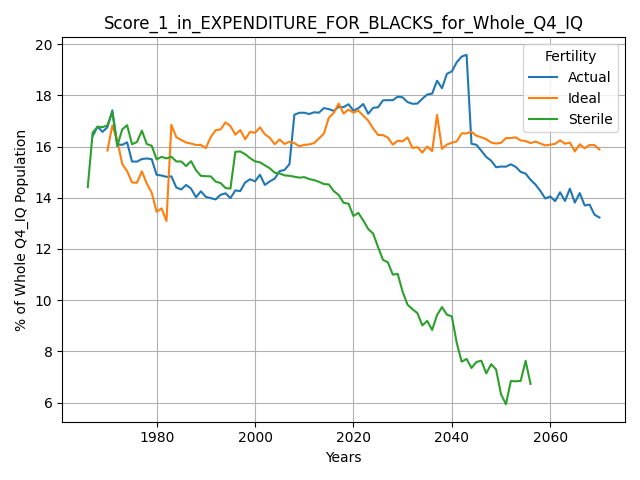 Score_1_in_EXPENDITURE_FOR_BLACKS_for_Whole_Q4_IQ
% of Whole Q4_IQ Population
20
18
16
14
12
10
8
6
Fertility
Actual
Ideal
Sterile
1980 2000 2020 2040 2060
Years